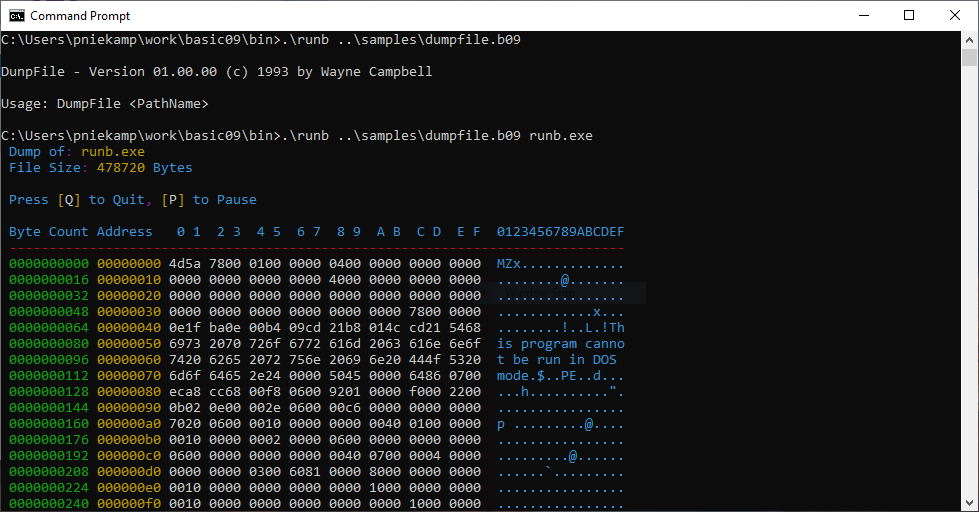 Command Prompt
C:\Users\pniekamp\work\basic09\bin>.\runb ..\samples\dumpfile.b09
DunpFile - Version 01.00.00 (c) 1993 by Wayne Campbell
Usage: DumpFile <PathName>
C:\Users\pniekamp\work\basic09\bin>.\runb ..\samples\dumpfile.b09 runb.exe
Dump of: runb.exe
File Size: 478720 Bytes
Press [Q] to Quit, [P] to Pause
Byte Count Address   0 1  2 3  4 5  6 7  8 9  A B  C D  E F  0123456789ABCDEF
-----------------------------------------------------------------------------
0000000000 00000000 4d5a 7800 0100 0000 0400 0000 0000 0000  MZx.............
0000000016 00000010 0000 0000 0000 0000 4000 0000 0000 0000  ........@.......
0000000032 00000020 0000 0000 0000 0000 0000 0000 0000 0000  ................
0000000048 00000030 0000 0000 0000 0000 0000 0000 7800 0000  ............x...
0000000064 00000040 0e1f ba0e 00b4 09cd 21b8 014c cd21 5468  ........!..L.!Th
0000000080 00000050 6973 2070 726f 6772 616d 2063 616e 6e6f  is program canno
0000000096 00000060 7420 6265 2072 756e 2069 6e20 444f 5320  t be run in DOS
0000000112 00000070 6d6f 6465 2e24 0000 5045 0000 6486 0700  mode.$..PE..d...
0000000128 00000080 eca8 cc68 00f8 0600 9201 0000 f000 2200  ...h..........".
0000000144 00000090 0b02 0e00 002e 0600 00c6 0000 0000 0000  ................
0000000160 000000a0 7020 0600 0010 0000 0000 0040 0100 0000  p .........@....
0000000176 000000b0 0010 0000 0002 0000 0600 0000 0000 0000  ................
0000000192 000000c0 0600 0000 0000 0000 0040 0700 0004 0000  .........@......
0000000208 000000d0 0000 0000 0300 6081 0000 8000 0000 0000  ......`.........
0000000224 000000e0 0010 0000 0000 0000 0000 1000 0000 0000  ................
0000000240 000000f0 0010 0000 0000 0000 0000 0000 1000 0000  ................